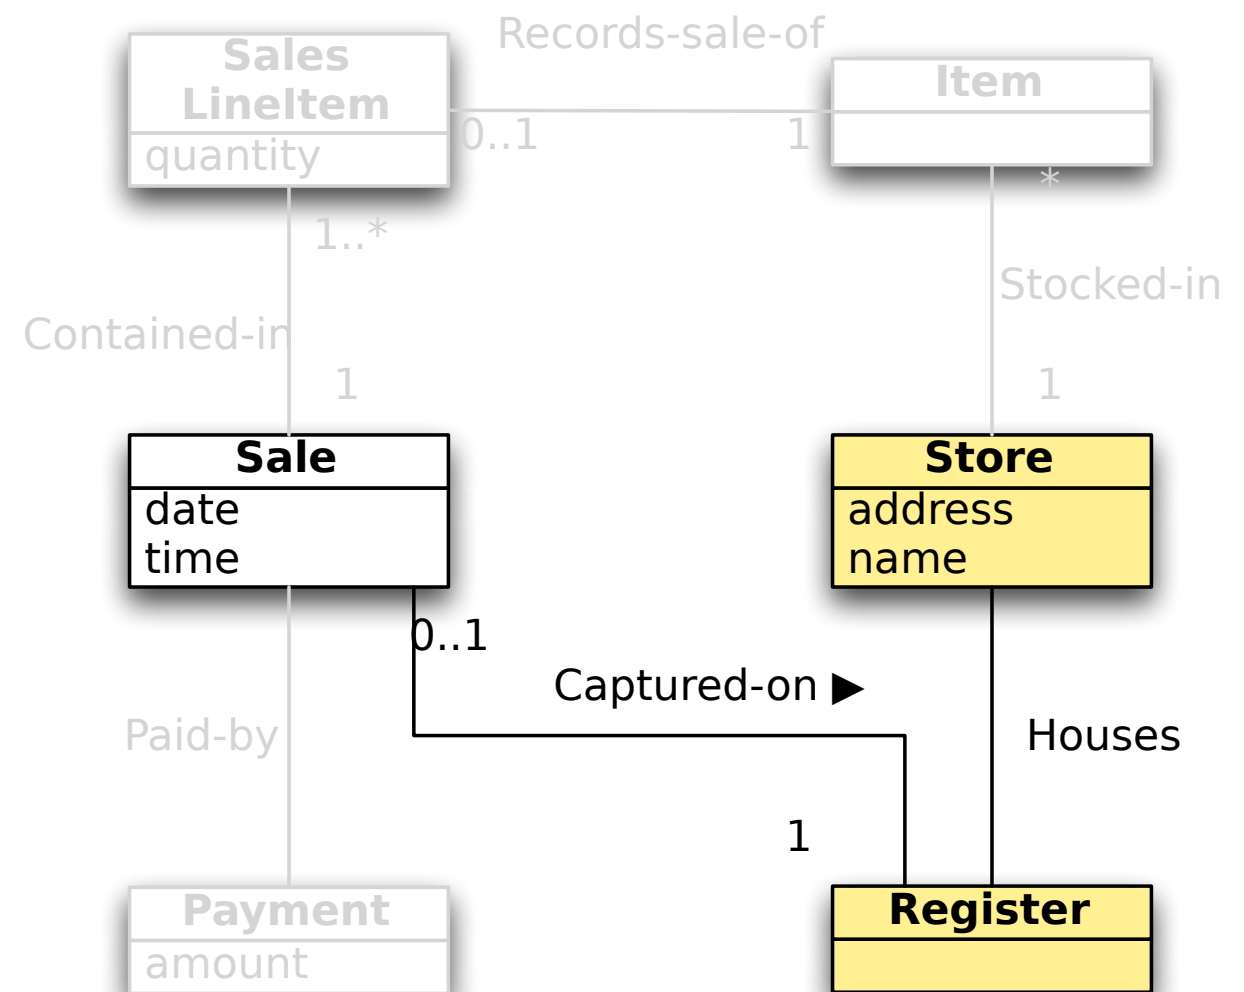 Records-sale-of
Sales
LineItem
quantity
0..1
1
Item
*
1..*
Stocked-in
Contained-in
1
1
Sale
date
time
Store
address
name
0..1
Captured-on ▶
Paid-by
Houses
1
Payment
amount
Register